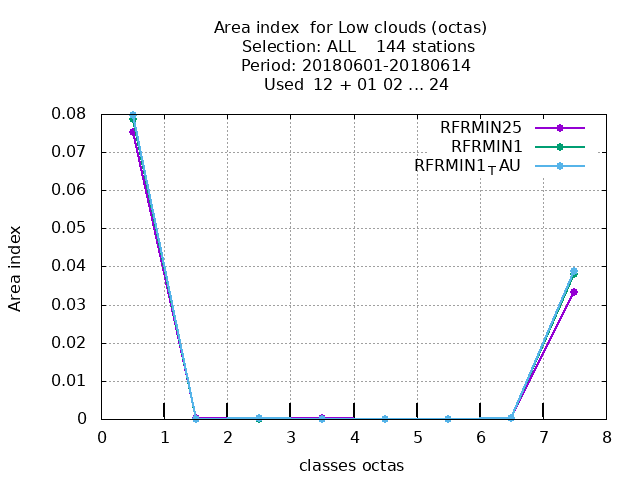 Area index  for Low clouds (octas)
Selection: ALL    144 stations
Period: 20180601-20180614
Used  12 + 01 02 ... 24
RFRMIN25
RFRMIN1
RFRMIN1┬AU
0.08
0.07
0.06
0.05
0.04
0.03
0.02
0.01
0
Area index
0 1 2 3 4 5 6 7 8
classes octas